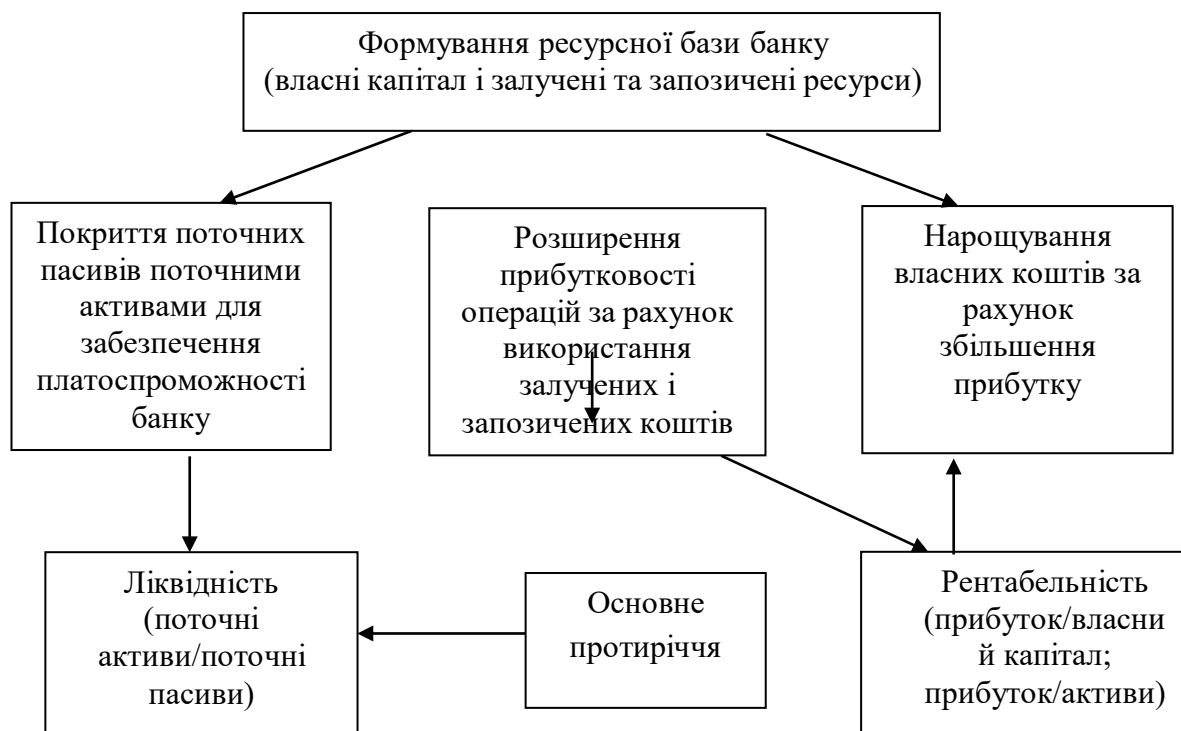 Формування ресурсної бази банку
(власні капітал і залучені та запозичені ресурси)
Покриття поточних
пасивів поточними
активами для
забезпечення
платоспроможності
банку
Розширення
прибутковості
операцій за рахунок
використання
залучених і
запозичених коштів
Нарощування
власних коштів за
рахунок
збільшення
прибутку
Ліквідність
(поточні
активи/поточні
пасиви)
Основне
протиріччя
Рентабельність
(прибуток/власни
й капітал;
прибуток/активи)